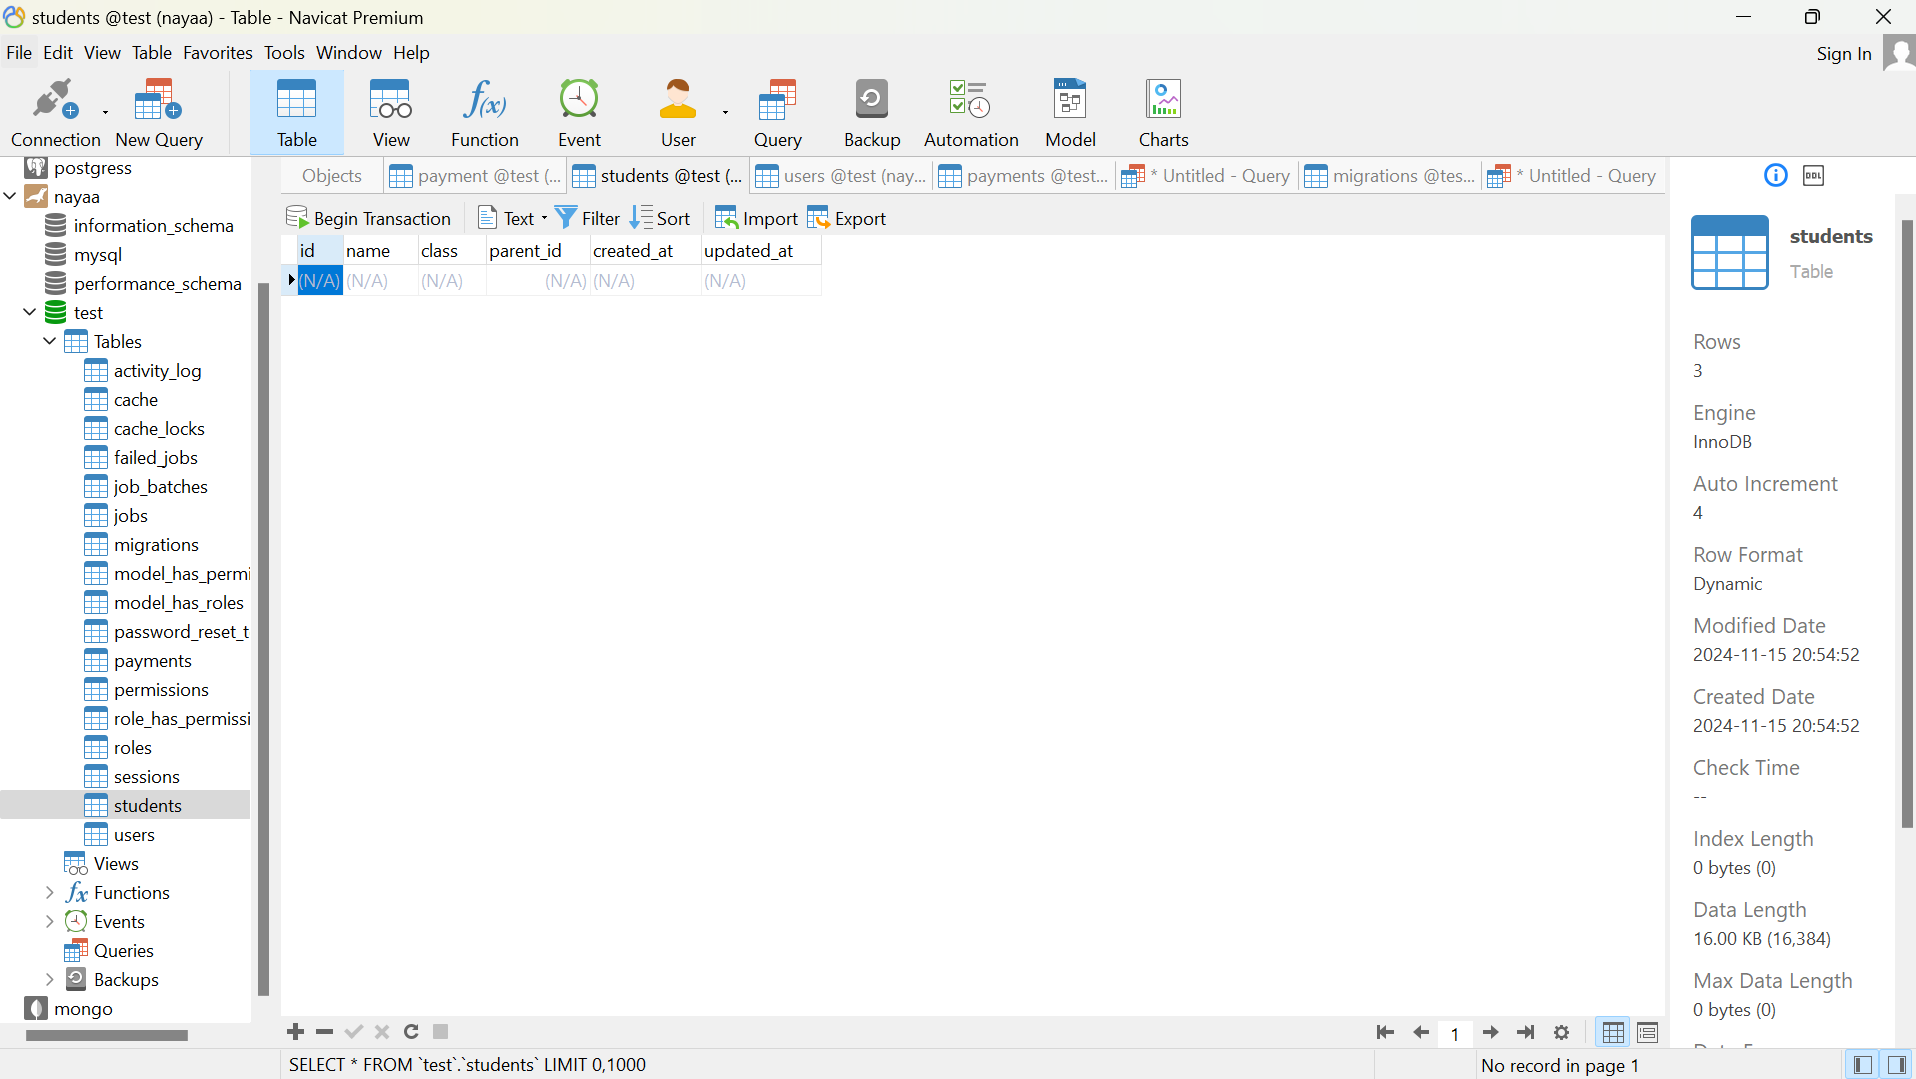 students @test (nayaa) - Table - Navicat Premium
File Edit View Table Favorites Tools Window Help
Sign In
Connection New Query Table View Function Event User Query Backup Automation Model Charts
postgress
nayaa
information_schema
mysql
performance_schema
test
Tables
activity_log
cache
cache_locks
failed_jobs
job_batches
jobs
migrations
model_has_permi
model_has_roles
password_reset_t
payments
permissions
role_has_permissi
roles
sessions
students
users
Views
Functions
Events
Queries
Backups
mongo
Objects payment @test (... students @test (... users @test (nay... payments @test... * Untitled - Query migrations @tes... * Untitled - Query
Begin Transaction Text Filter Sort Import Export
id name class parent_id created_at updated_at
(N/A) (N/A) (N/A) (N/A) (N/A) (N/A)
DDL
students
Table
Rows
3
Engine
InnoDB
Auto Increment
4
Row Format
Dynamic
Modified Date
2024-11-15 20:54:52
Created Date
2024-11-15 20:54:52
Check Time
--
Index Length
0 bytes (0)
Data Length
16.00 KB (16,384)
Max Data Length
0 bytes (0)
1
SELECT * FROM `test`.`students` LIMIT 0,1000
No record in page 1